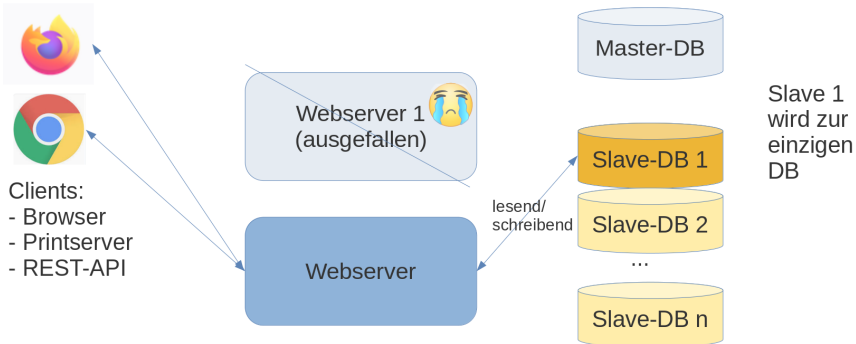 Master-DB
Webserver 1
(ausgefallen)
Slave 1
wird zur
einzigen
DB
Slave-DB 1
Clients:
- Browser
- Printserver
- REST-API
lesend/
schreibend
Slave-DB 2
...
Webserver
Slave-DB n